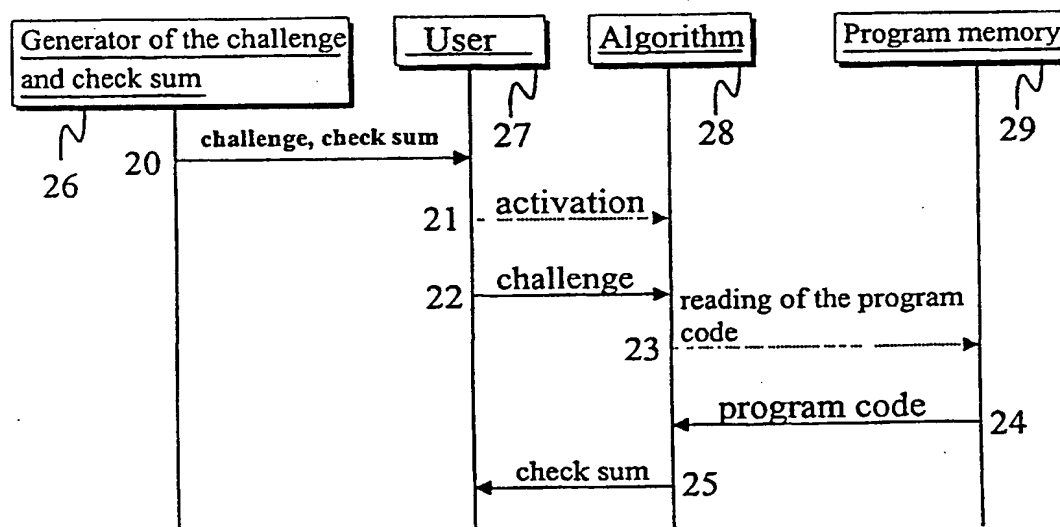 Generator of the challenge
and check sum
User
Algorithm
Program memory
26
27
28
29
20
challenge, check sum
21
activation
22
challenge
reading of the program
code
23
program code
24
check sum
25